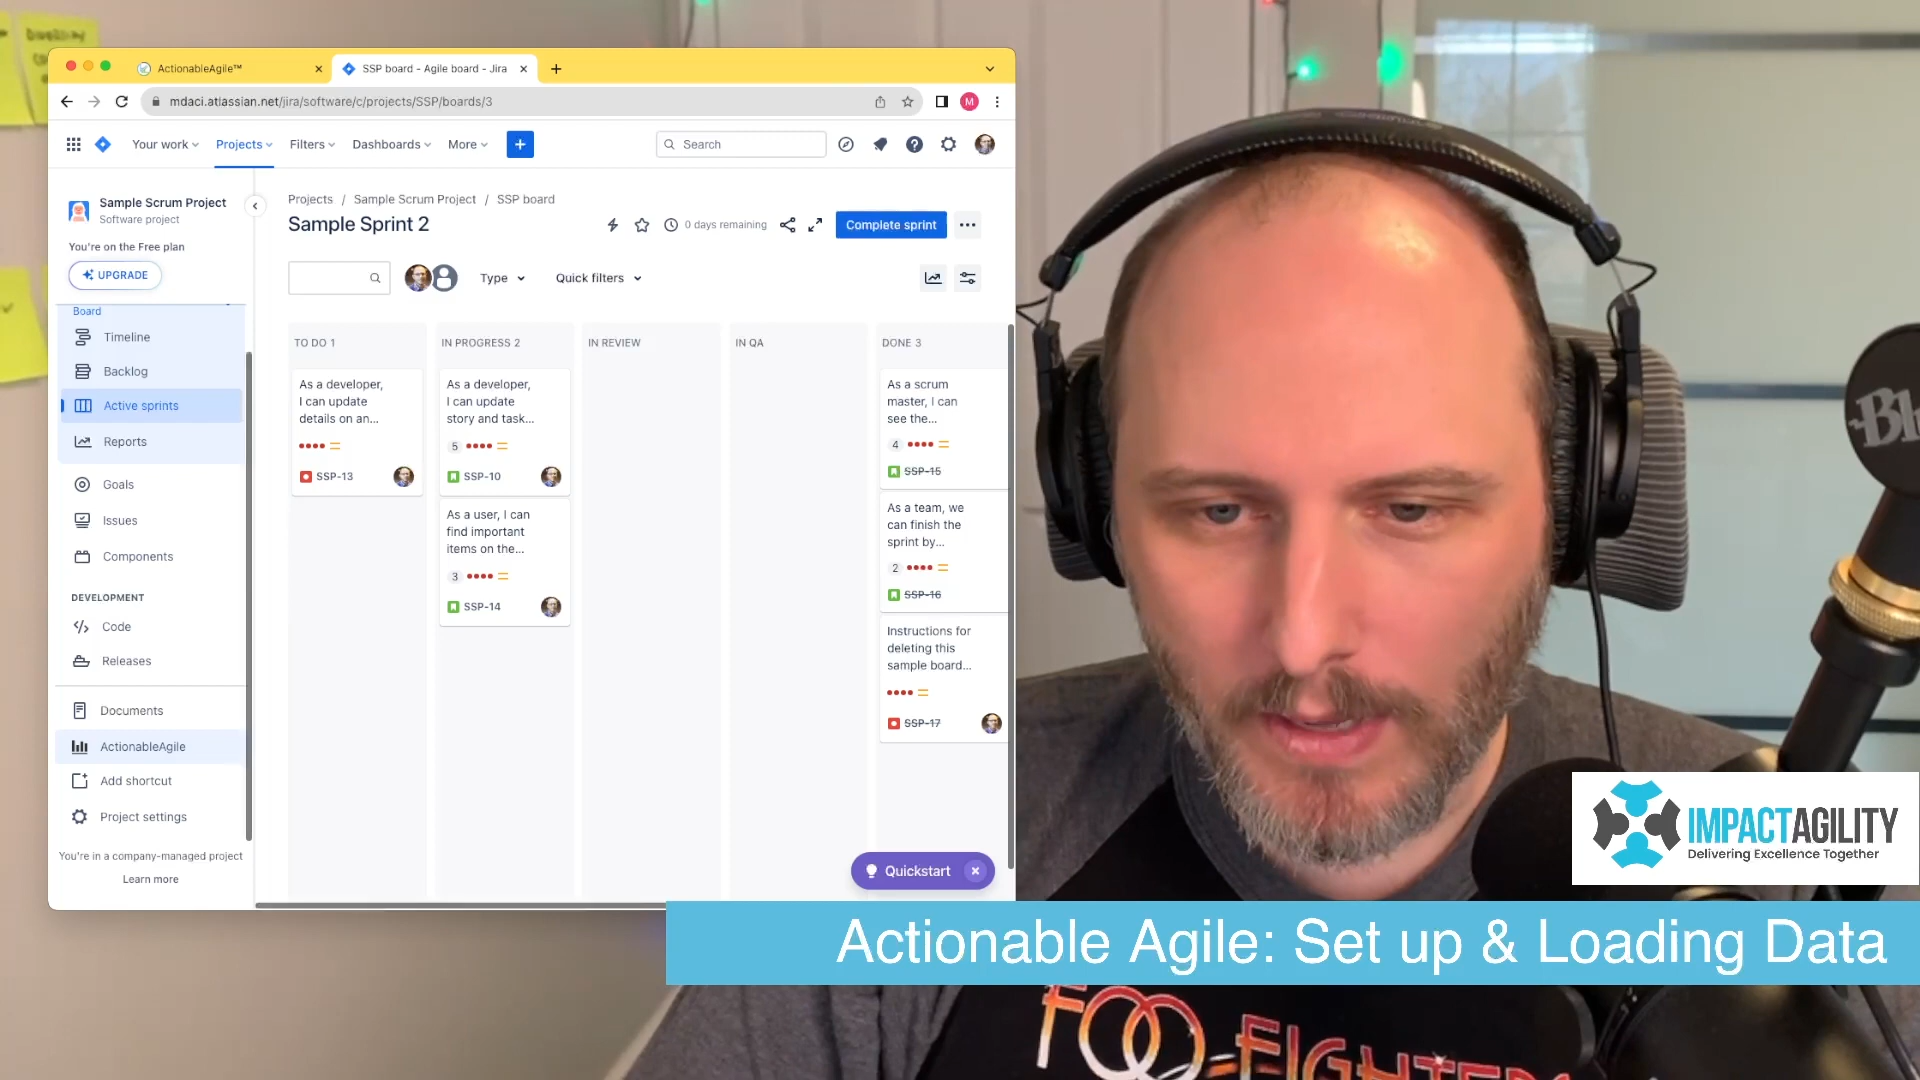 ActionableAgile™
SSP board - Agile board - Jira
mdaci.atlassian.net/jira/software/c/projects/SSP/boards/3
M
Your work
Projects
Filters
Dashboards
More
Search
Sample Scrum Project
Software project
You're on the Free plan
UPGRADE
Board
Timeline
Backlog
Active sprints
Reports
Goals
Issues
Components
DEVELOPMENT
Code
Releases
Documents
ActionableAgile
Add shortcut
Project settings
You're in a company-managed project
Learn more
Projects / Sample Scrum Project / SSP board
Sample Sprint 2
0 days remaining
Complete sprint
Type
Quick filters
TO DO 1
As a developer,
I can update
details on an...
SSP-13
IN PROGRESS 2
As a developer,
I can update
story and task...
5
SSP-10
As a user, I can
find important
items on the...
3
SSP-14
IN REVIEW
IN QA
DONE 3
As a scrum
master, I can
see the...
4
SSP-15
As a team, we
can finish the
sprint by...
2
SSP-16
Instructions for
deleting this
sample board...
SSP-17
Quickstart
IMPACTAGILITY
Delivering Excellence Together
Actionable Agile: Set up & Loading Data
FOO-FIGHTERS